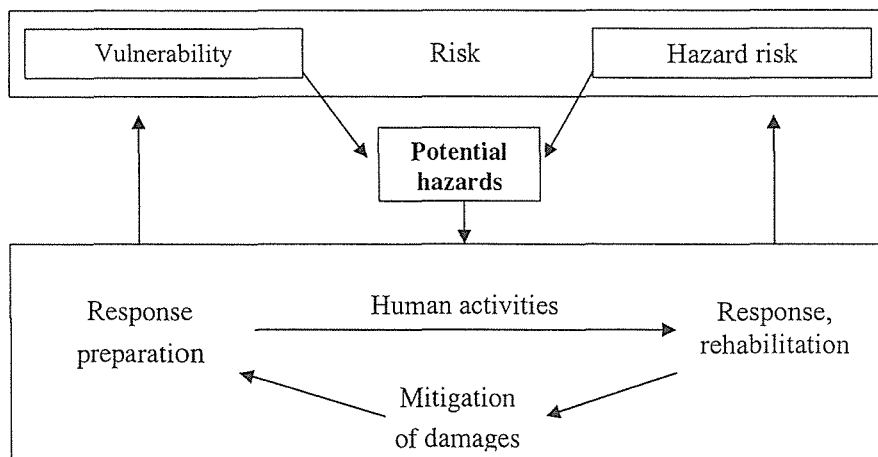 Vulnerability
Risk
Hazard risk
Potential
hazards
Human activities
Response
preparation
Response,
rehabilitation
Mitigation
of damages